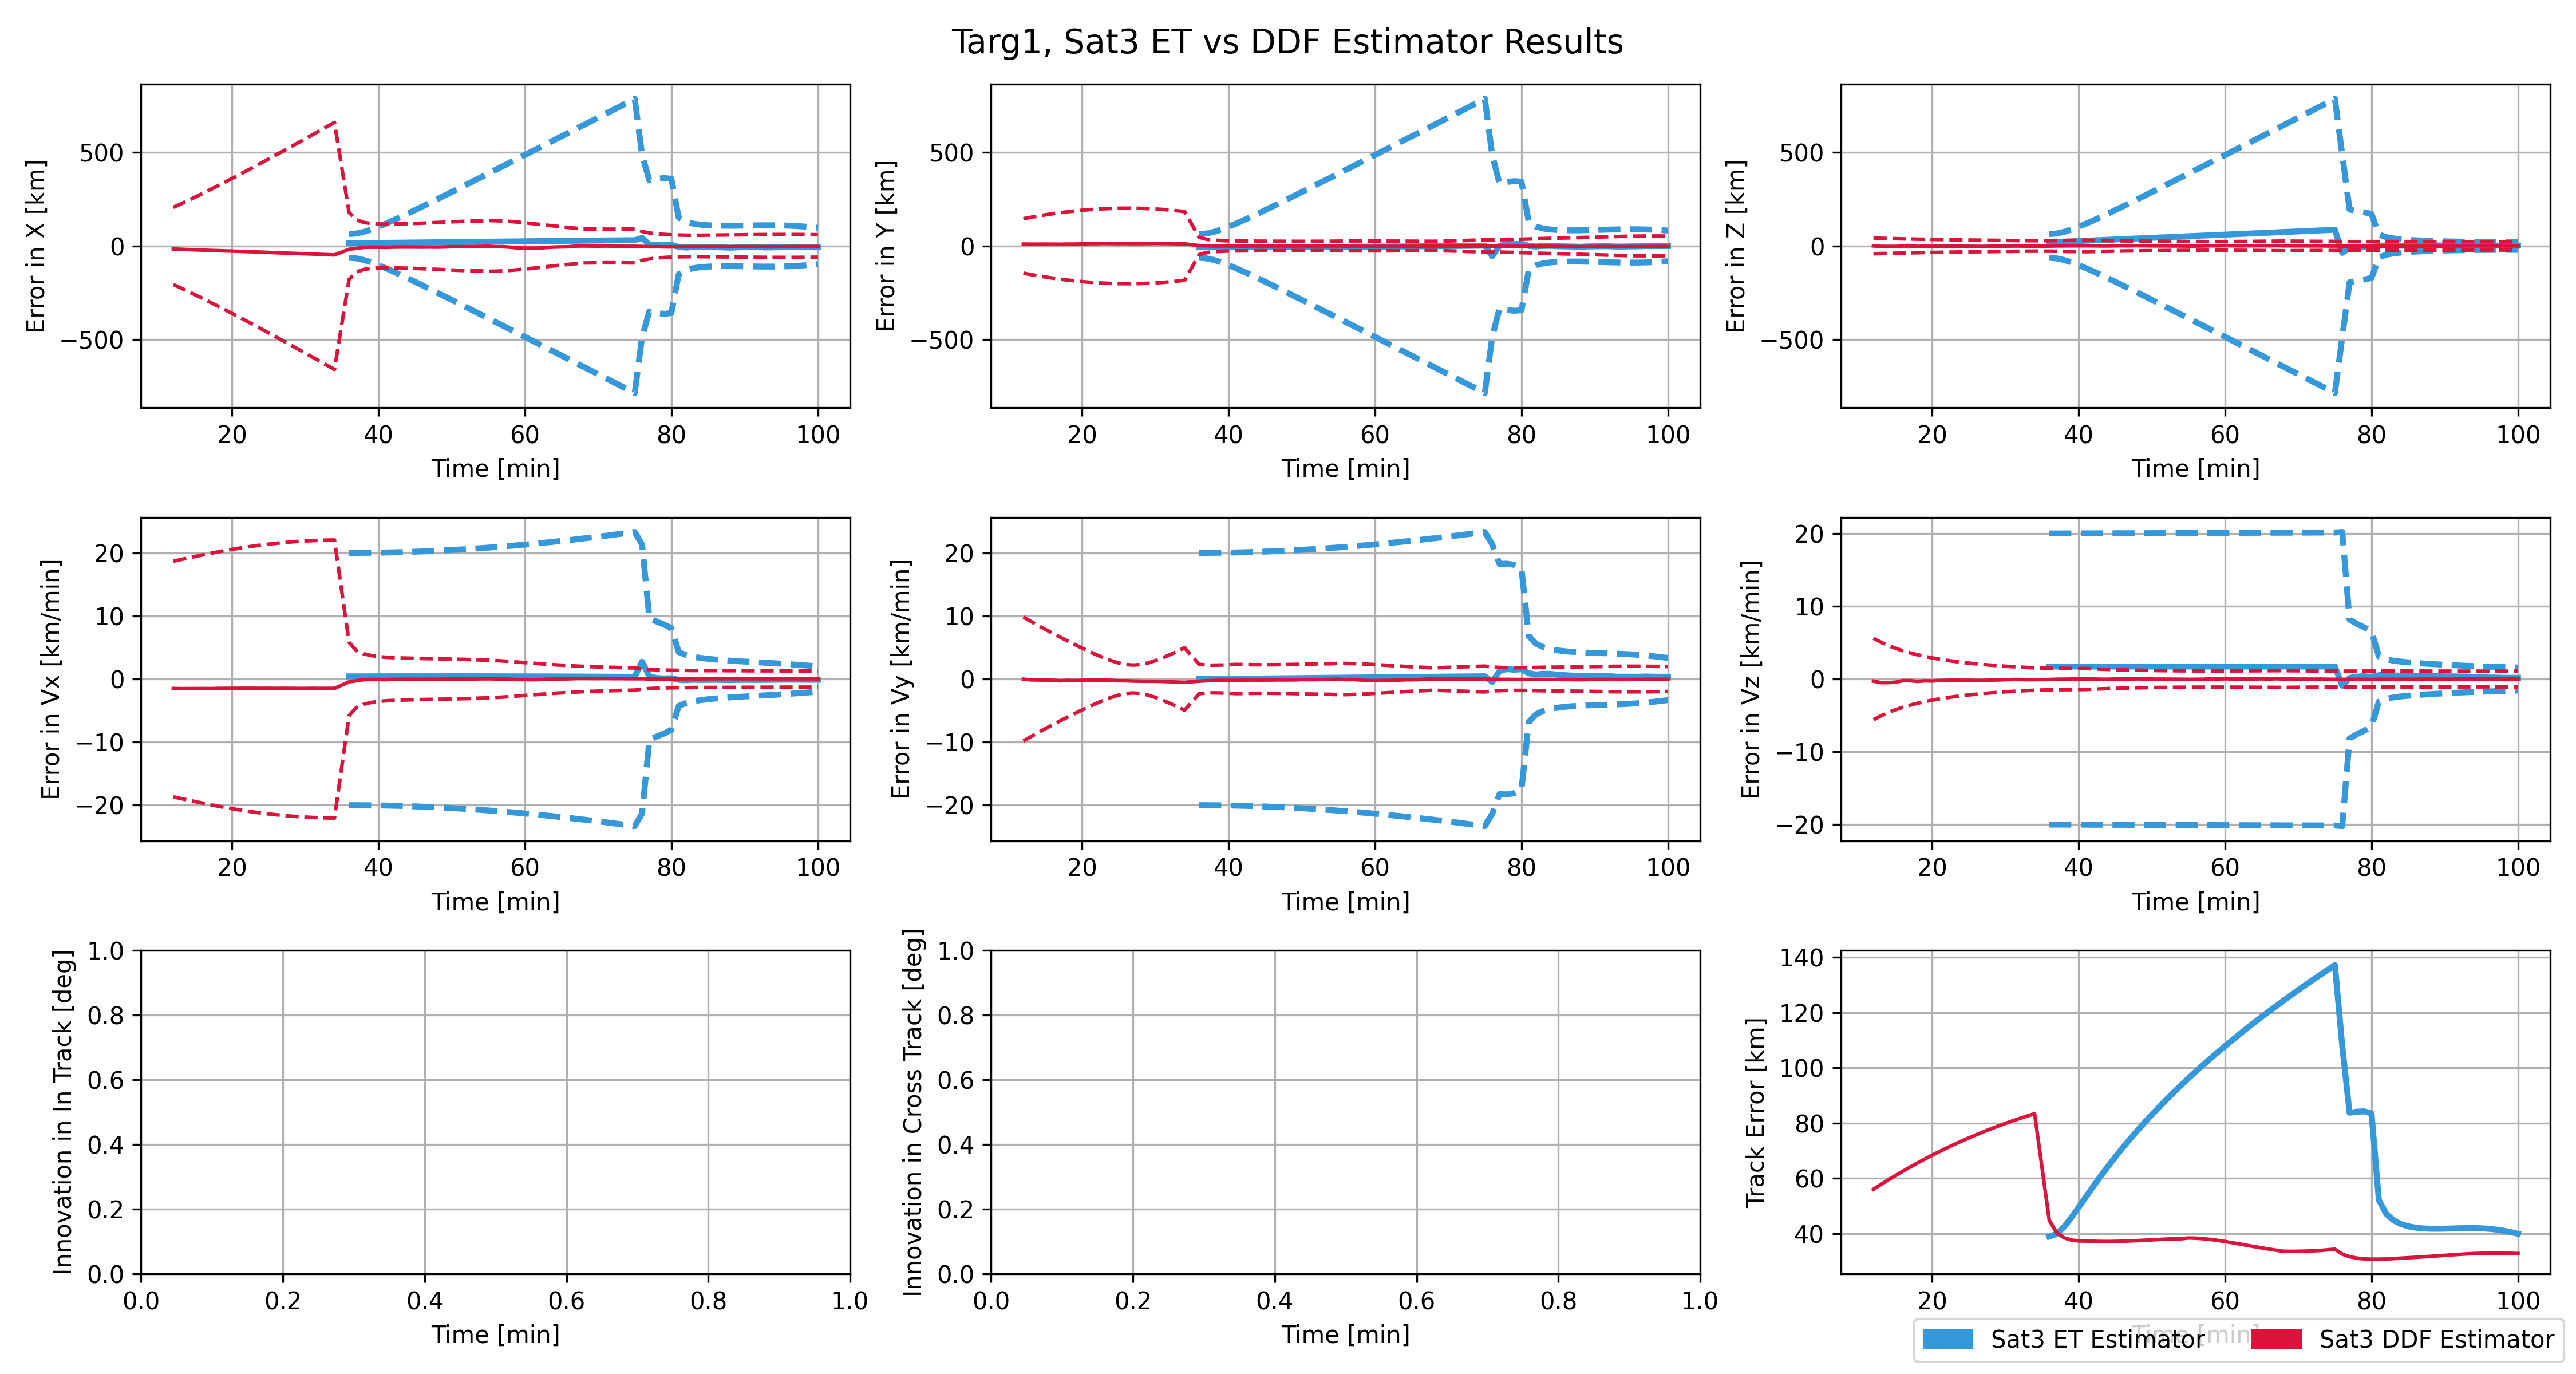 Targ1, Sat3 ET vs DDF Estimator Results
Error in X [km]
500
0
−500
20 40 60 80 100
Time [min]
Error in Y [km]
500
0
−500
20 40 60 80 100
Time [min]
Error in Z [km]
500
0
−500
20 40 60 80 100
Time [min]
Error in Vx [km/min]
20
10
0
−10
−20
20 40 60 80 100
Time [min]
Error in Vy [km/min]
20
10
0
−10
−20
20 40 60 80 100
Time [min]
Error in Vz [km/min]
20
10
0
−10
−20
20 40 60 80 100
Time [min]
Innovation in In Track [deg]
1.0
0.8
0.6
0.4
0.2
0.0
0.0 0.2 0.4 0.6 0.8 1.0
Time [min]
Innovation in Cross Track [deg]
1.0
0.8
0.6
0.4
0.2
0.0
0.0 0.2 0.4 0.6 0.8 1.0
Time [min]
Track Error [km]
140
120
100
80
60
40
20 40 60 80 100
Time [min]
Sat3 ET Estimator Sat3 DDF Estimator